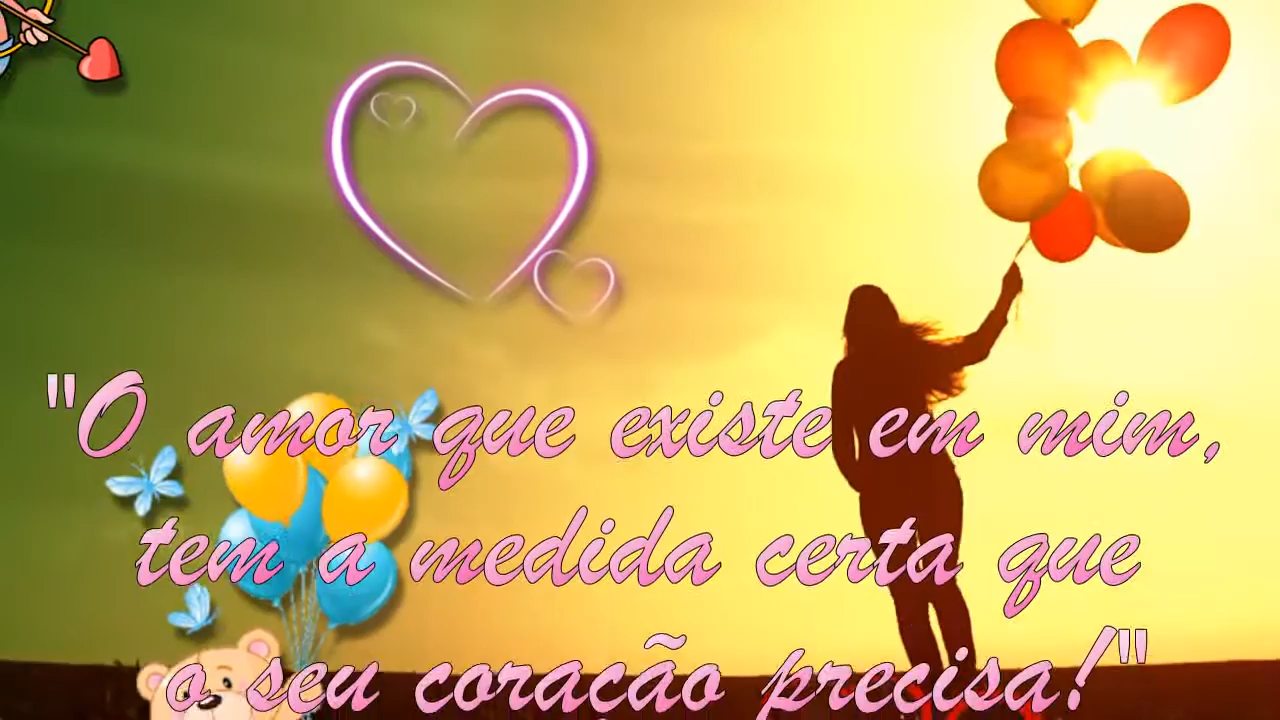 "O amor que existe em mim,
tem a medida certa que
o seu coração precisa!"